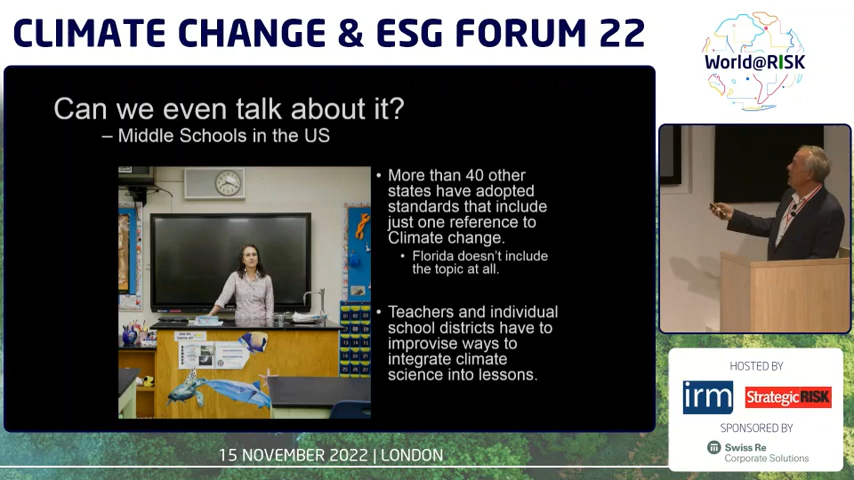 CLIMATE CHANGE & ESG FORUM 22
World@RISK
Can we even talk about it?
– Middle Schools in the US
• More than 40 other
states have adopted
standards that include
just one reference to
Climate change.
• Florida doesn't include
the topic at all.
• Teachers and individual
school districts have to
improvise ways to
integrate climate
science into lessons.
HOSTED BY
irm
StrategicRISK
SPONSORED BY
Swiss Re
Corporate Solutions
15 NOVEMBER 2022 | LONDON